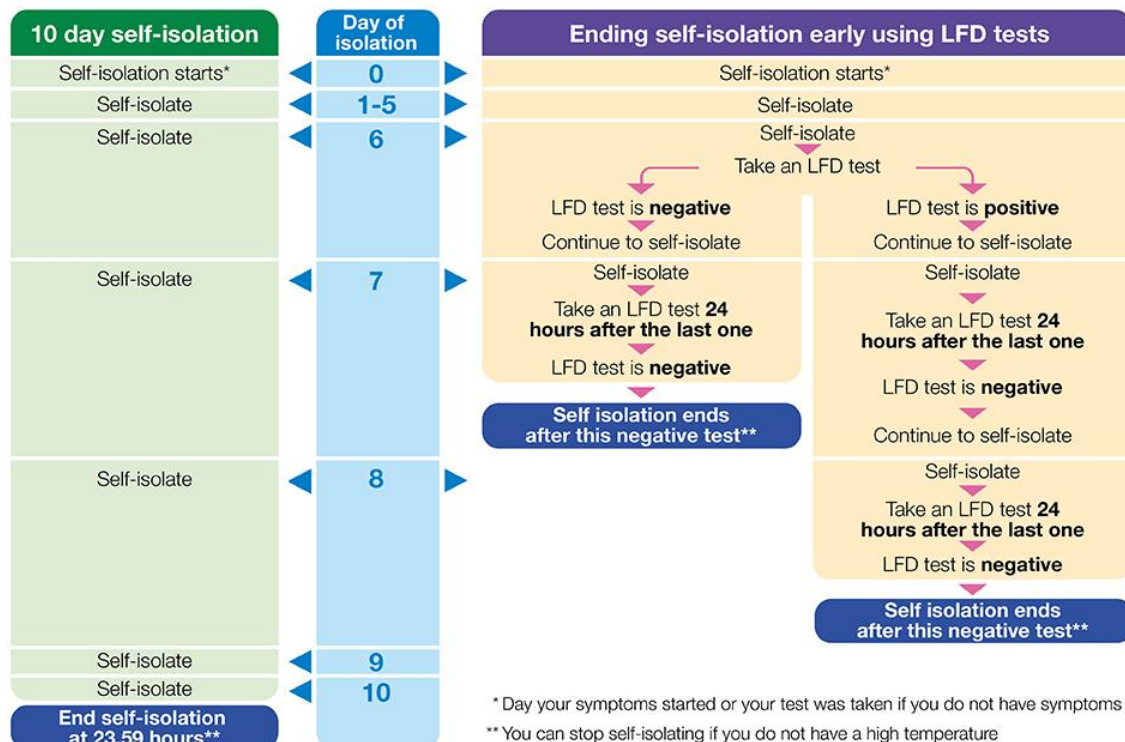 10 day self-isolation
Day of
isolation
Ending self-isolation early using LFD tests
Self-isolation starts*
0
Self-isolation starts*
Self-isolate
1-5
Self-isolate
Self-isolate
6
Self-isolate
Take an LFD test
LFD test is negative
LFD test is positive
Continue to self-isolate
Continue to self-isolate
Self-isolate
7
Self-isolate
Self-isolate
Take an LFD test 24
hours after the last one
Take an LFD test 24
hours after the last one
LFD test is negative
LFD test is negative
Self isolation ends
after this negative test**
Continue to self-isolate
Self-isolate
8
Self-isolate
Take an LFD test 24
hours after the last one
LFD test is negative
Self isolation ends
after this negative test**
Self-isolate
9
Self-isolate
10
End self-isolation
at 23.59 hours**
* Day your symptoms started or your test was taken if you do not have symptoms
** You can stop self-isolating if you do not have a high temperature